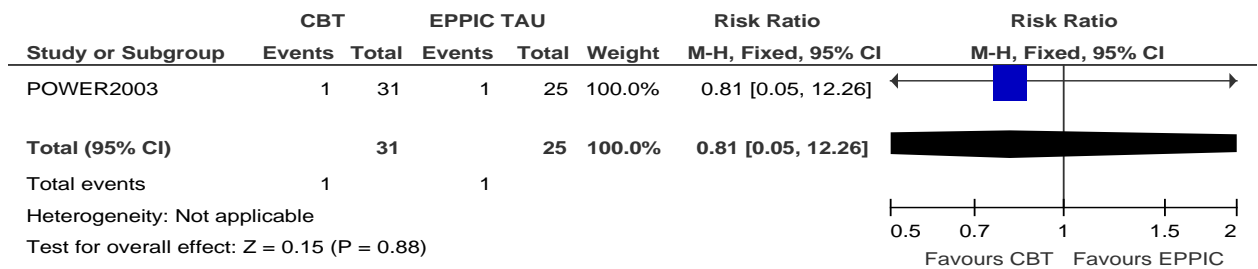 CBT EPPIC TAU Risk Ratio Risk Ratio
Study or Subgroup Events Total Events Total Weight M-H, Fixed, 95% CI M-H, Fixed, 95% CI
POWER2003 1 31 1 25 100.0% 0.81 [0.05, 12.26]
Total (95% CI) 31 25 100.0% 0.81 [0.05, 12.26]
Total events 1 1
Heterogeneity: Not applicable
Test for overall effect: Z = 0.15 (P = 0.88)
0.5 0.7 1 1.5 2
Favours CBT Favours EPPIC